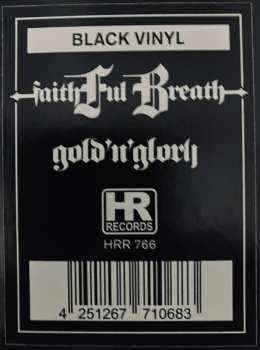 BLACK VINYL
faithFul Breath
gold'n'glory
HR
RECORDS
HRR 766
4 251267 710683